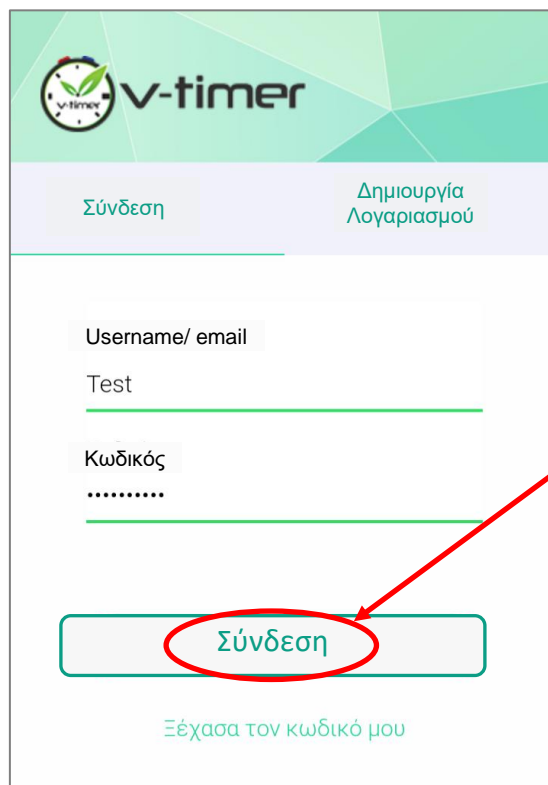 v-timer
v-timer
Σύνδεση
Δημιουργία
Λογαριασμού
Username/ email
Test
Κωδικός
••••••••••
Σύνδεση
Ξέχασα τον κωδικό μου